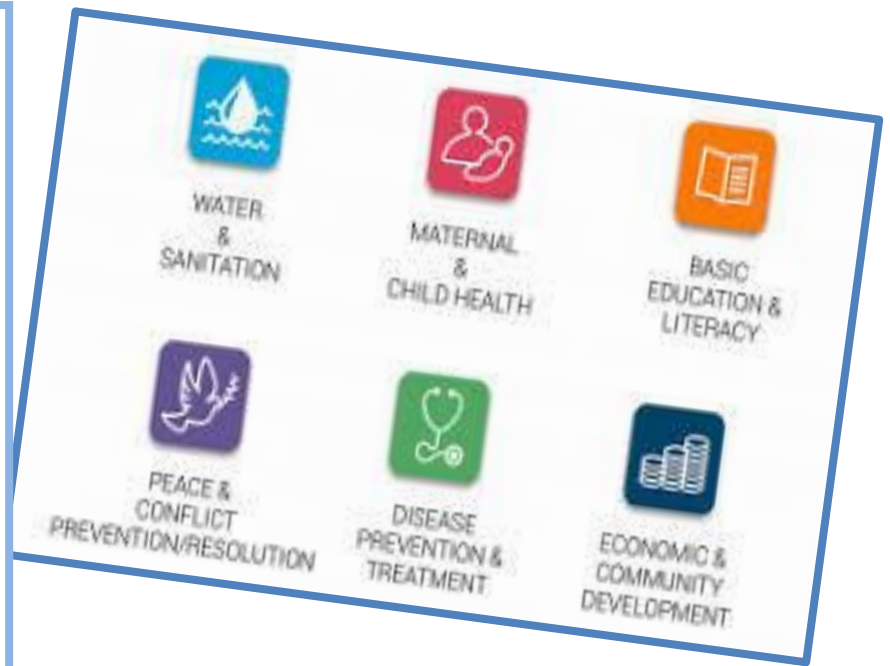 WATER
&
SANITATION
MATERNAL
&
CHILD HEALTH
BASIC
EDUCATION &
LITERACY
PEACE &
CONFLICT
PREVENTION/RESOLUTION
DISEASE
PREVENTION &
TREATMENT
ECONOMIC &
COMMUNITY
DEVELOPMENT